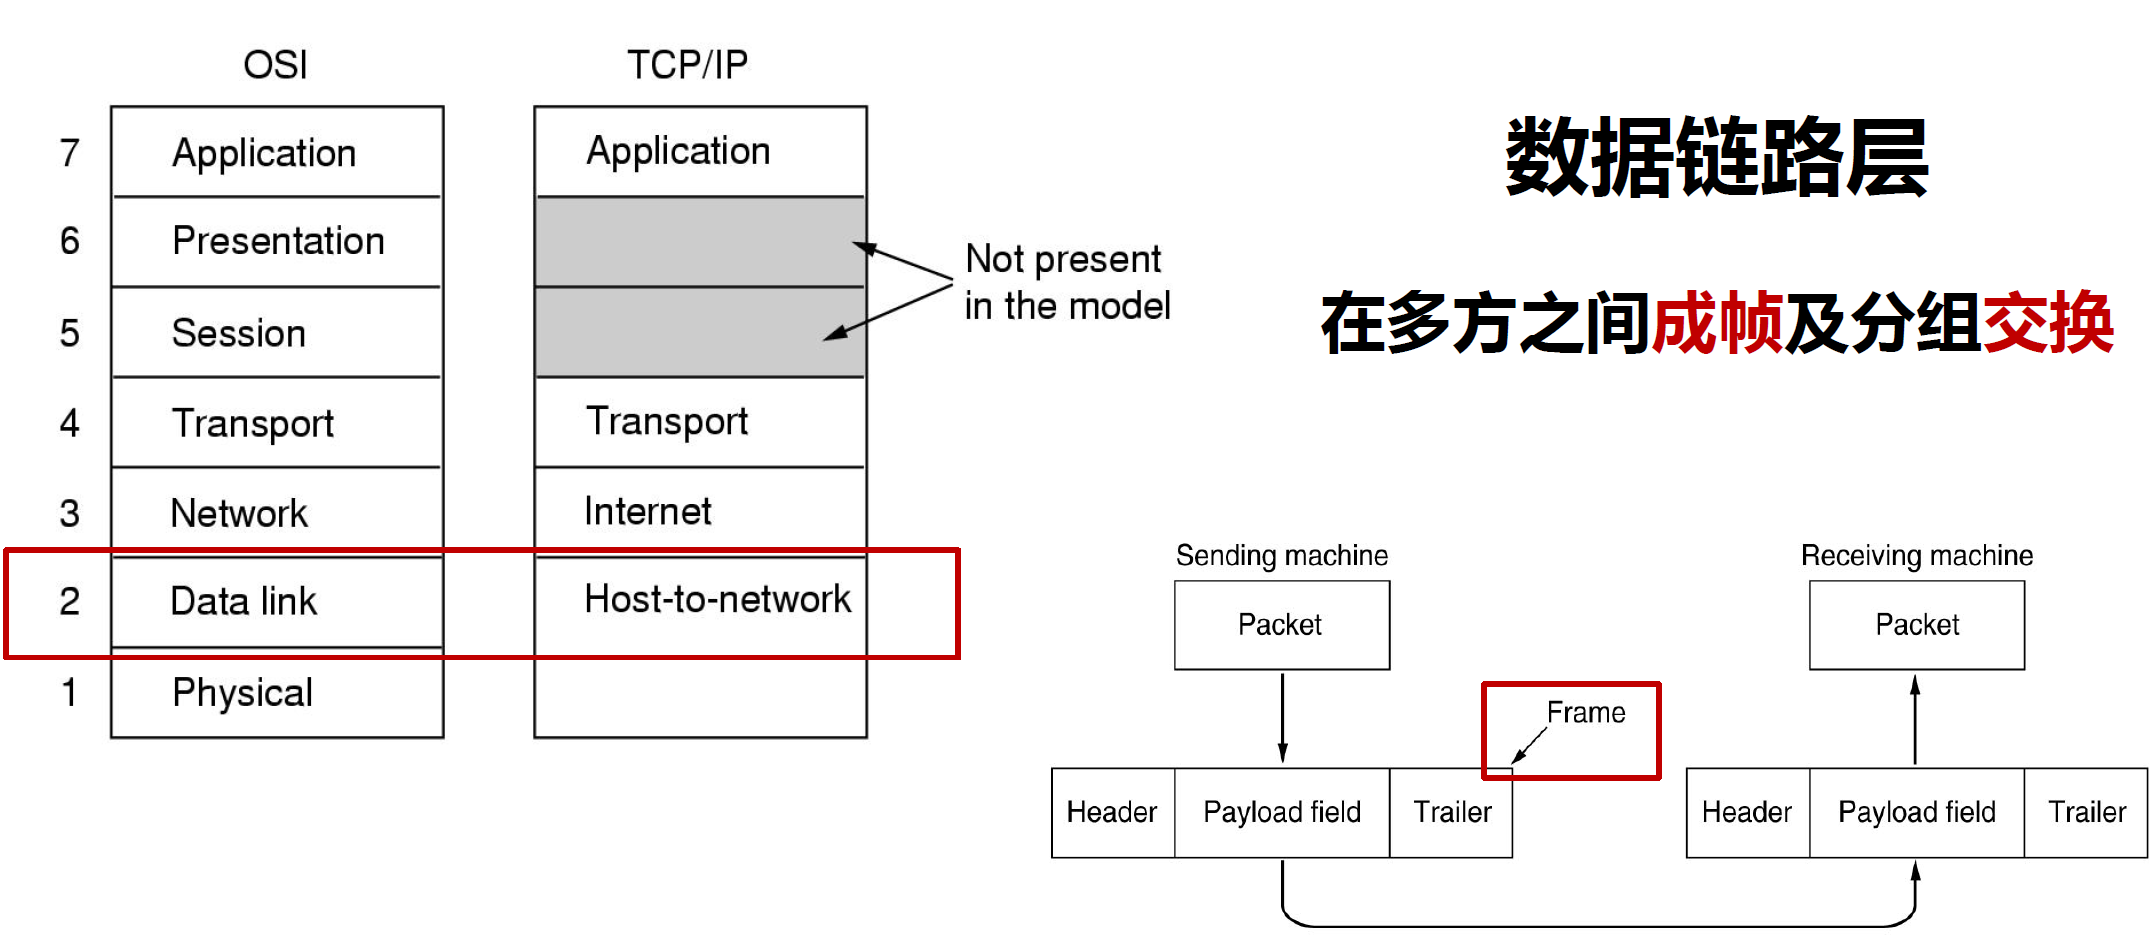 OSI
TCP/IP
7
Application
Application
6
Presentation
5
Session
Not present
in the model
4
Transport
Transport
3
Network
Internet
2
Data link
Host-to-network
1
Physical
数据链路层
在多方之间成帧及分组交换
Sending machine
Receiving machine
Packet
Packet
Frame
Header
Payload field
Trailer
Header
Payload field
Trailer